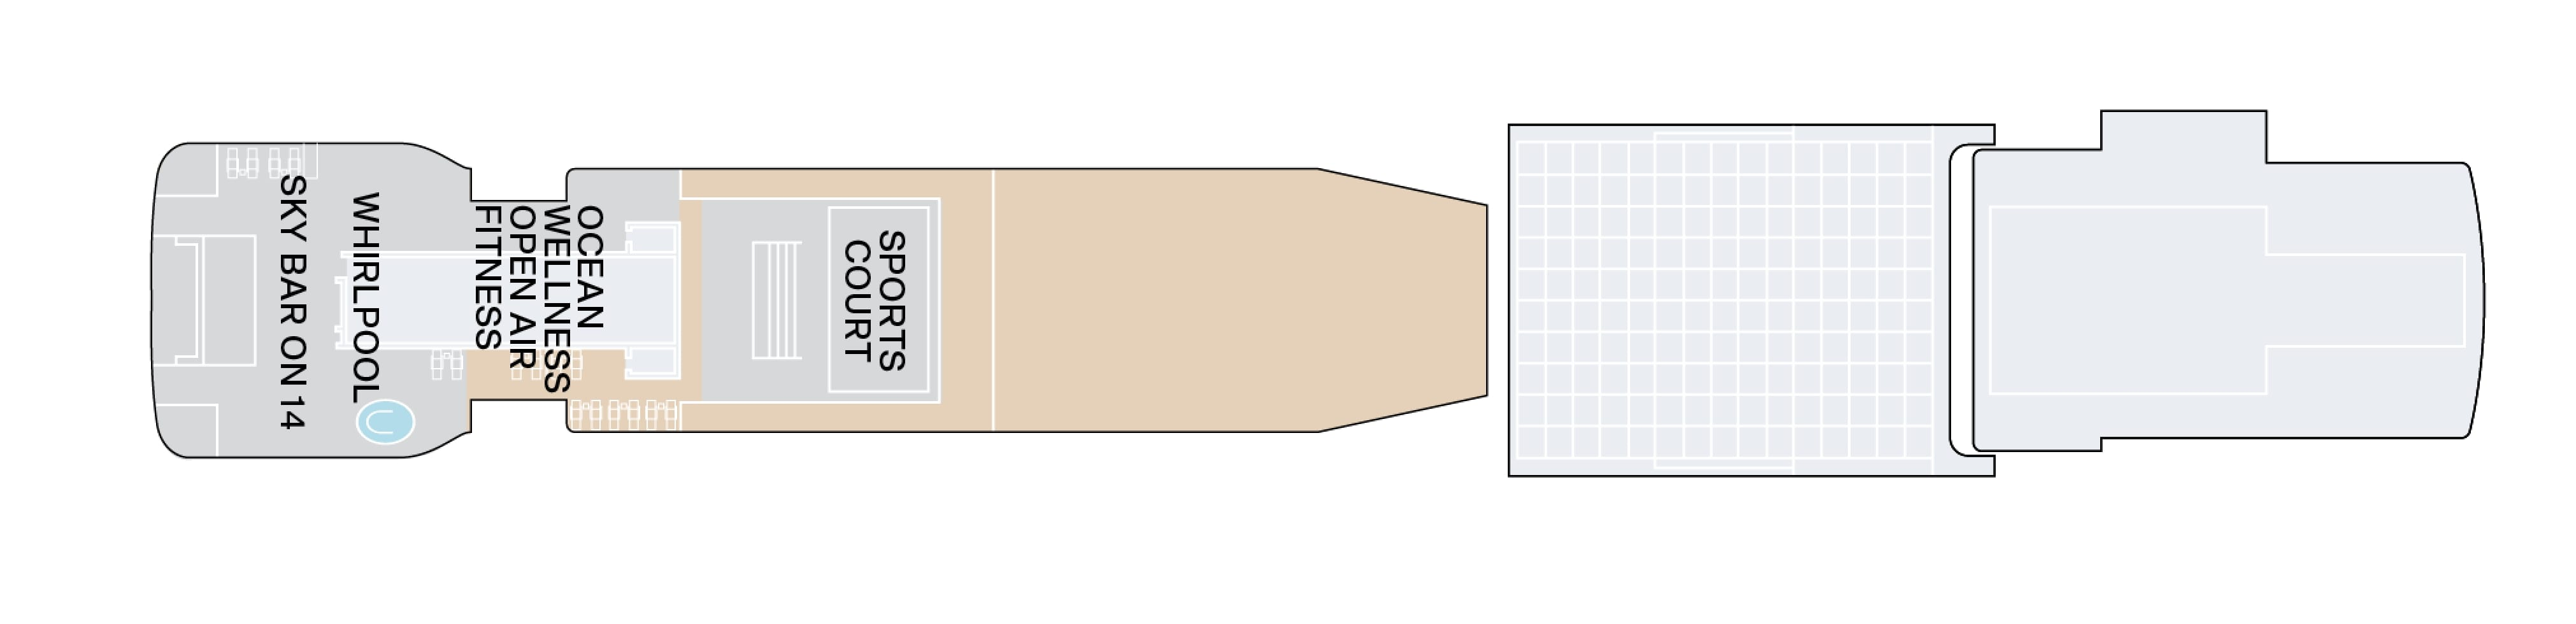 SKY BAR ON 14
WHIRLPOOL
OCEAN
WELLNESS
OPEN AIR
FITNESS
SPORTS
COURT